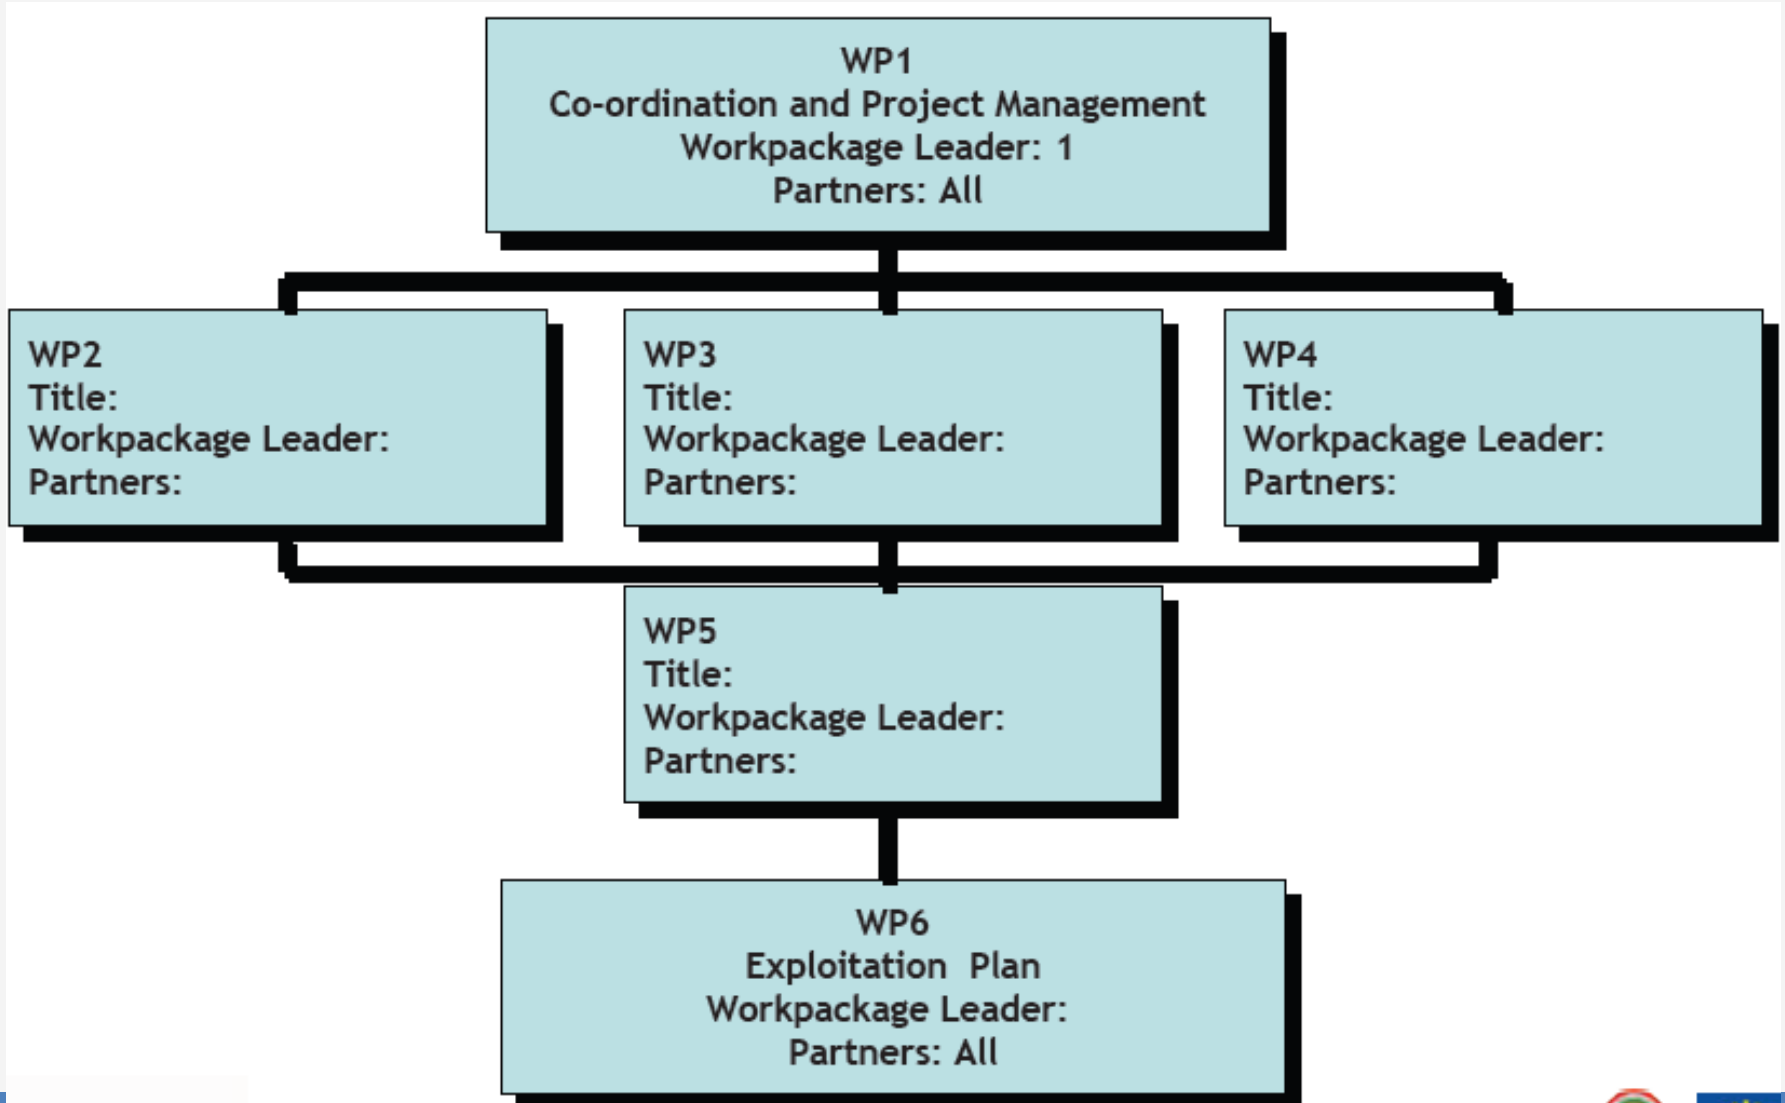 WP1
Co-ordination and Project Management
Workpackage Leader: 1
Partners: All
WP2
Title:
Workpackage Leader:
Partners:
WP3
Title:
Workpackage Leader:
Partners:
WP4
Title:
Workpackage Leader:
Partners:
WP5
Title:
Workpackage Leader:
Partners:
WP6
Exploitation Plan
Workpackage Leader:
Partners: All